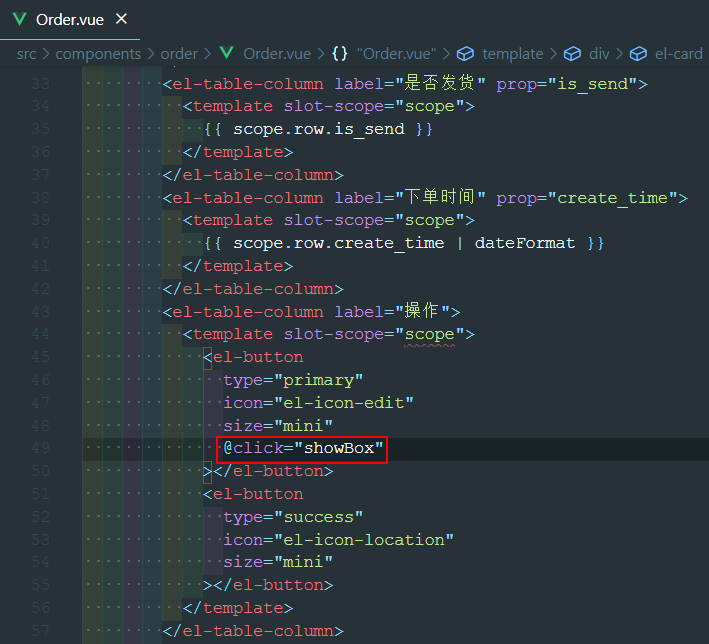 Order.vue ×
src > components > order > Order.vue > {} "Order.vue" > template > div > el-card
33 <el-table-column label="是否发货" prop="is_send">
34 <template slot-scope="scope">
35 {{ scope.row.is_send }}
36 </template>
37 </el-table-column>
38 <el-table-column label="下单时间" prop="create_time">
39 <template slot-scope="scope">
40 {{ scope.row.create_time | dateFormat }}
41 </template>
42 </el-table-column>
43 <el-table-column label="操作">
44 <template slot-scope="scope">
45 <el-button
46 type="primary"
47 icon="el-icon-edit"
48 size="mini"
49 @click="showBox"
50 ></el-button>
51 <el-button
52 type="success"
53 icon="el-icon-location"
54 size="mini"
55 ></el-button>
56 </template>
57 </el-table-column>